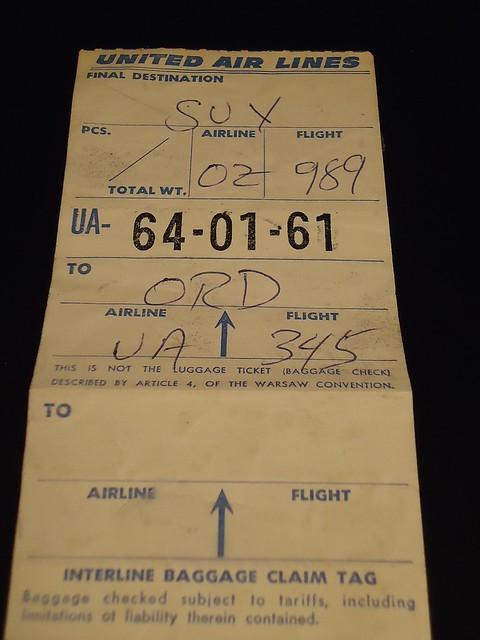 UNITED AIR LINES
FINAL DESTINATION
SUX
PCS. AIRLINE FLIGHT
/ OZ 989
TOTAL WT.
UA- 64-01-61
TO
ORD
AIRLINE FLIGHT
UA 345
THIS IS NOT THE LUGGAGE TICKET (BAGGAGE CHECK)
DESCRIBED BY ARTICLE 4, OF THE WARSAW CONVENTION.
TO
AIRLINE FLIGHT
INTERLINE BAGGAGE CLAIM TAG
Baggage checked subject to tariffs, including
limitations of liability therein contained.